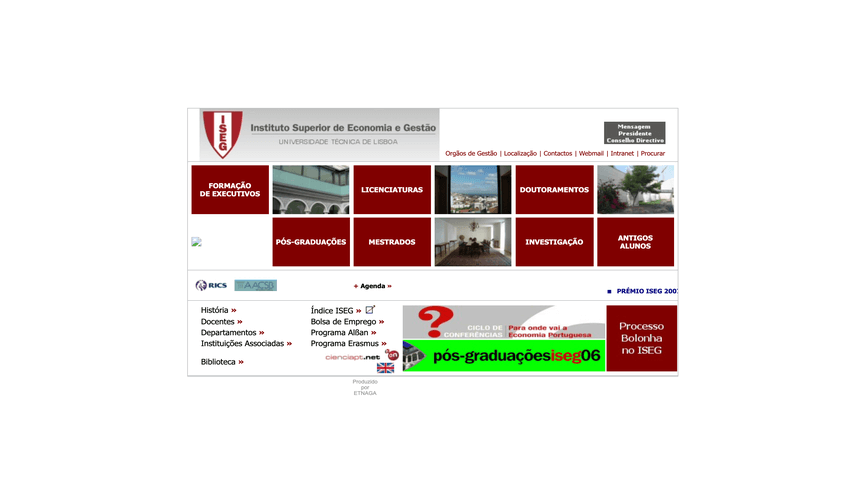 ISEG
Instituto Superior de Economia e Gestão
UNIVERSIDADE TÉCNICA DE LISBOA
Mensagem
Presidente
Conselho Directivo
Orgãos de Gestão | Localização | Contactos | Webmail | Intranet | Procurar
FORMAÇÃO
DE EXECUTIVOS
LICENCIATURAS
DOUTORAMENTOS
PÓS-GRADUAÇÕES
MESTRADOS
INVESTIGAÇÃO
ANTIGOS
ALUNOS
RICS
AACSB
Agenda »
PRÉMIO ISEG 200
História »
Docentes »
Departamentos »
Instituições Associadas »
Biblioteca »
Índice ISEG »
Bolsa de Emprego »
Programa Alßan »
Programa Erasmus »
cienciapt.net
on
?
CICLO DE
CONFERÊNCIAS
Para onde vai a
Economia Portuguesa
pós-graduaçõesiseg06
Processo
Bolonha
no ISEG
Produzido
por
ETNAGA